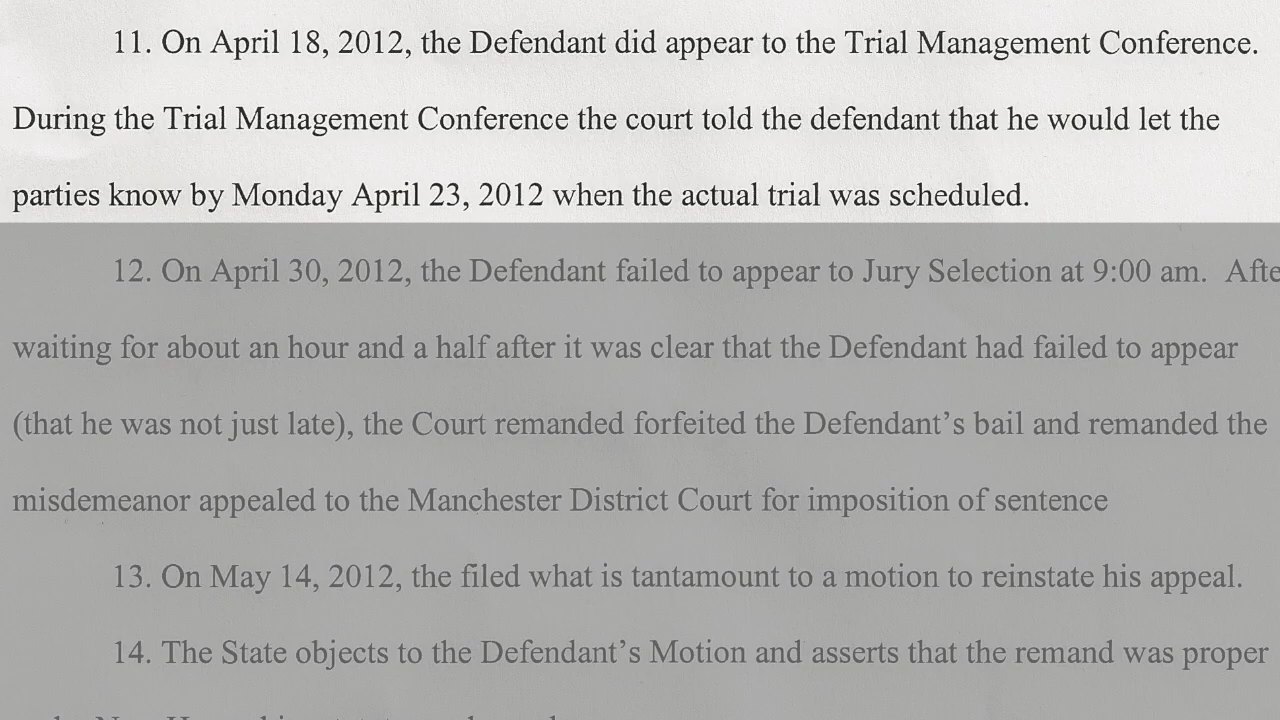 11. On April 18, 2012, the Defendant did appear to the Trial Management Conference.
During the Trial Management Conference the court told the defendant that he would let the
parties know by Monday April 23, 2012 when the actual trial was scheduled.
12. On April 30, 2012, the Defendant failed to appear to Jury Selection at 9:00 am. Afte
waiting for about an hour and a half after it was clear that the Defendant had failed to appear
(that he was not just late), the Court remanded forfeited the Defendant’s bail and remanded the
misdemeanor appealed to the Manchester District Court for imposition of sentence
13. On May 14, 2012, the filed what is tantamount to a motion to reinstate his appeal.
14. The State objects to the Defendant’s Motion and asserts that the remand was proper